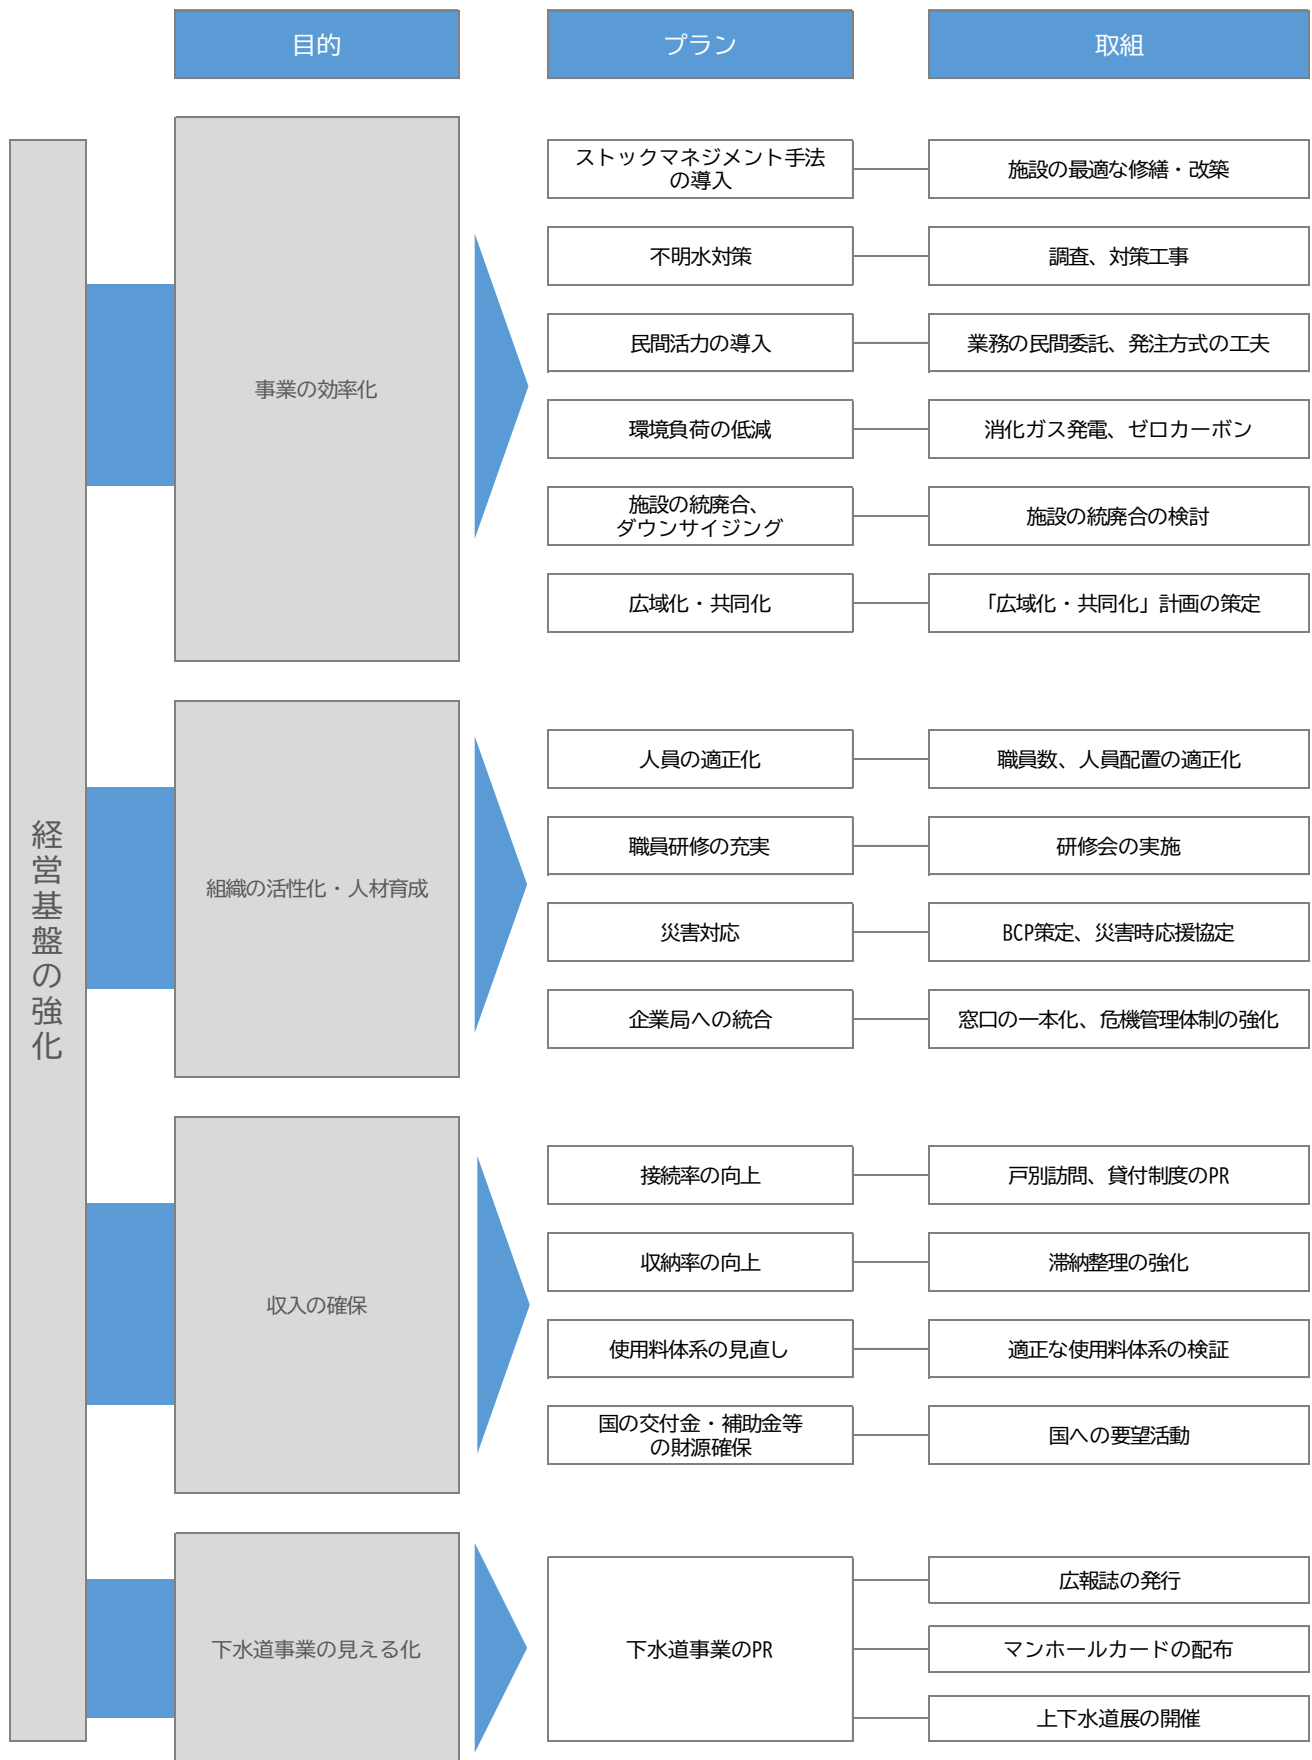 目的
プラン
取組
経営基盤の強化
事業の効率化
ストックマネジメント手法
の導入
施設の最適な修繕・改築
不明水対策
調査、対策工事
民間活力の導入
業務の民間委託、発注方式の工夫
環境負荷の低減
消化ガス発電、ゼロカーボン
施設の統廃合、
ダウンサイジング
施設の統廃合の検討
広域化・共同化
「広域化・共同化」計画の策定
組織の活性化・人材育成
人員の適正化
職員数、人員配置の適正化
職員研修の充実
研修会の実施
災害対応
BCP策定、災害時応援協定
企業局への統合
窓口の一本化、危機管理体制の強化
収入の確保
接続率の向上
戸別訪問、貸付制度のPR
収納率の向上
滞納整理の強化
使用料体系の見直し
適正な使用料体系の検証
国の交付金・補助金等
の財源確保
国への要望活動
下水道事業の見える化
下水道事業のPR
広報誌の発行
マンホールカードの配布
上下水道展の開催